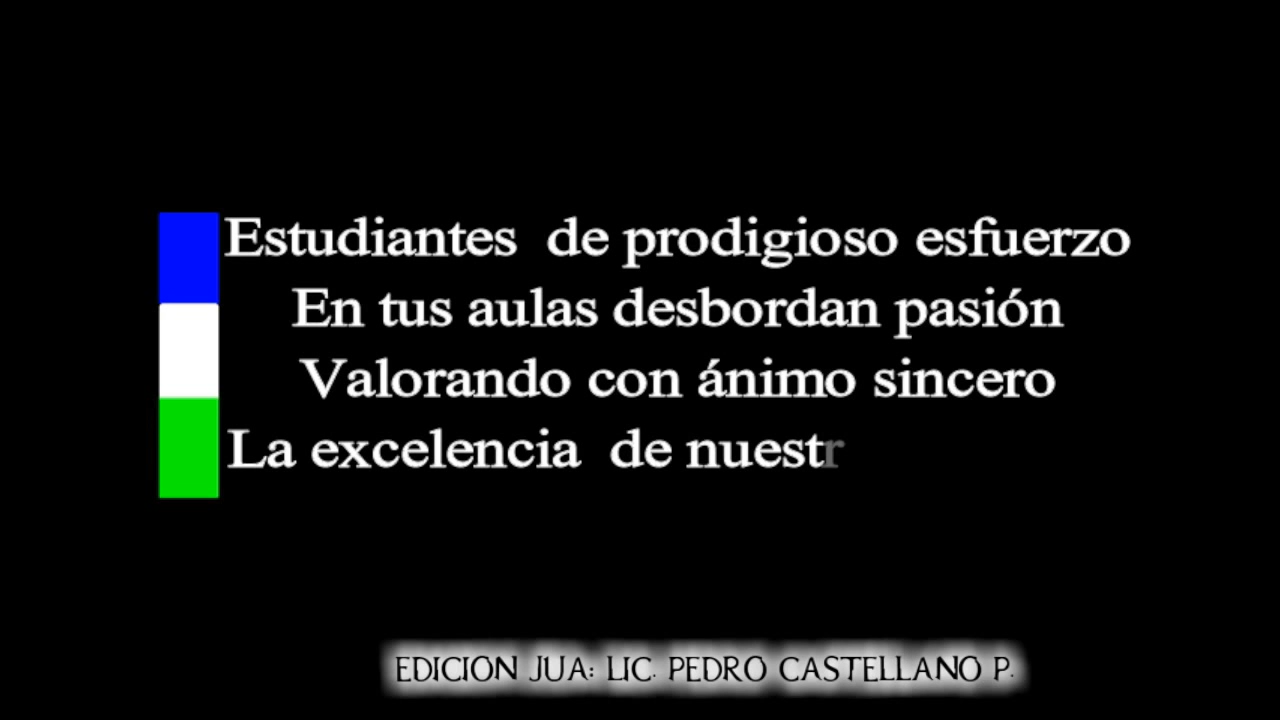 Estudiantes de prodigioso esfuerzo
En tus aulas desbordan pasión
Valorando con ánimo sincero
La excelencia de nuestr
EDICION JUA: LIC. PEDRO CASTELLANO P.